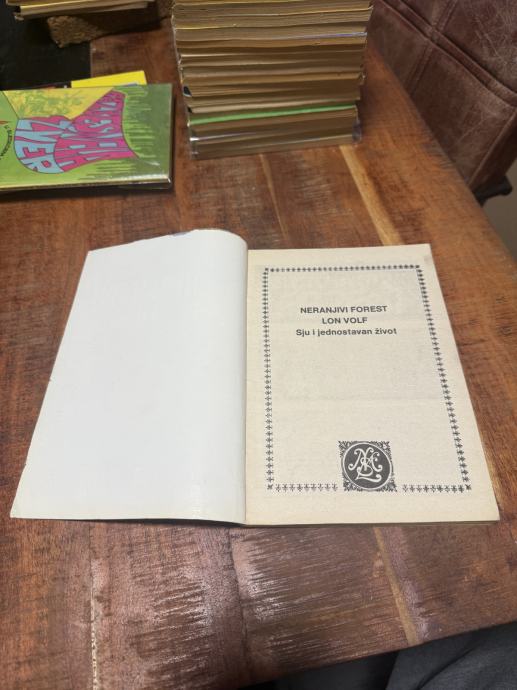 NERANJIVI FOREST
LON VOLF
Sju i jednostavan život